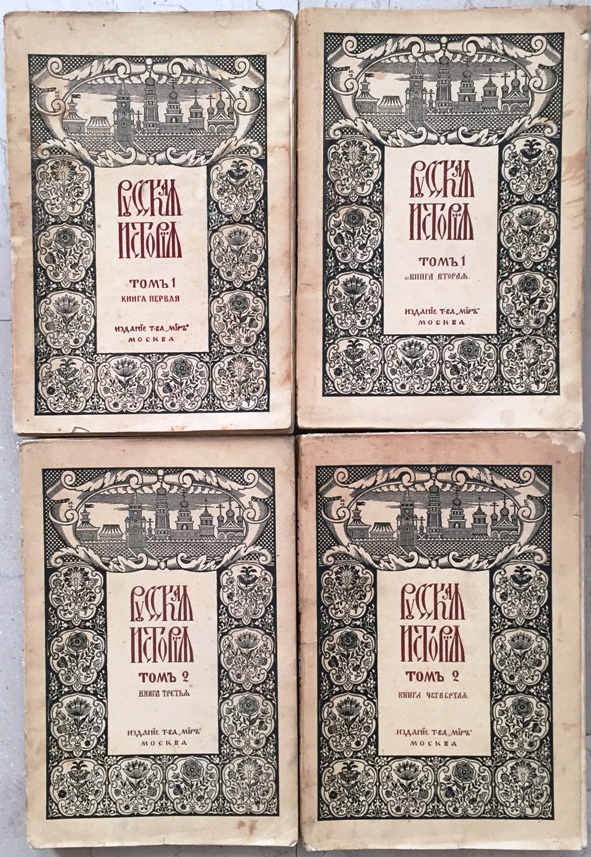 Русская
Исторія
Томъ 1
Книга первая
Изданіе Т-ва „Міръ“
Москва
Русская
Исторія
Томъ 1
Книга вторая.
Изданіе Т-ва „Міръ“
Москва
Русская
Исторія
Томъ 2
Книга третья
Изданіе Т-ва „Міръ“
Москва
Русская
Исторія
Томъ 2
Книга четвертая.
Изданіе Т-ва „Міръ“
Москва